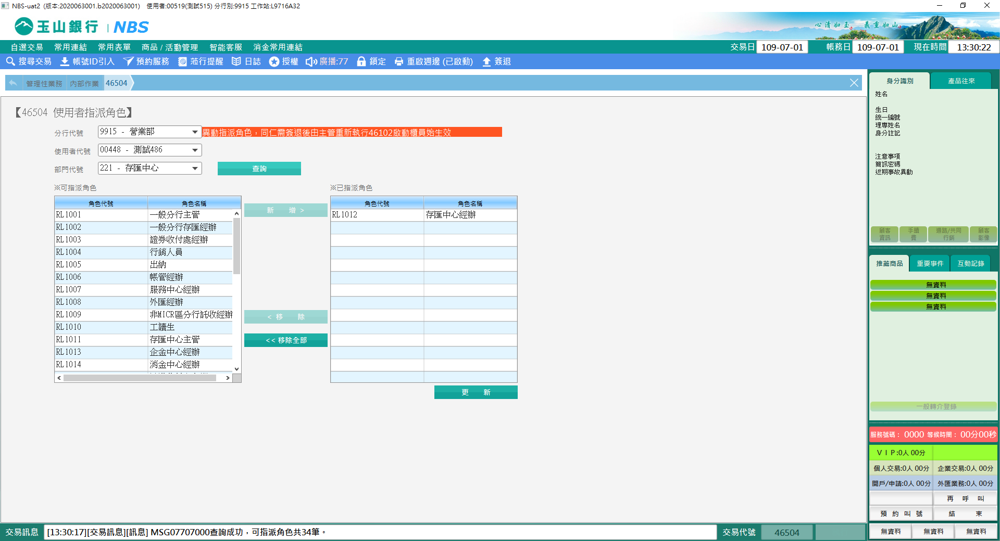 NBS-uat2 (版本:2020063001.b2020063001) 使用者:00519(測試515) 分行別:9915 工作站:L9716A32
玉山銀行 | NBS
心清如玉 義重如山
自選交易 常用連結 常用表單 商品 / 活動管理 智能客服 消金常用連結 交易日 109-07-01 帳務日 109-07-01 現在時間 13:30:22
搜尋交易 帳號ID引入 預約服務 蒞行提醒 日誌 授權 廣播:77 鎖定 重啟週邊 (已啟動) 簽退
管理性業務 內部作業 46504
【46504 使用者指派角色】
分行代號 9915 - 營業部 異動指派角色，同仁需簽退後由主管重新執行46102啟動櫃員始生效
使用者代號 00448 - 測試486
部門代號 221 - 存匯中心 查詢
※可指派角色 ※已指派角色
角色代號 角色名稱 角色代號 角色名稱
RL1001 一般分行主管 新 增 > RL1012 存匯中心經辦
RL1002 一般分行存匯經辦
RL1003 證券收付處經辦
RL1004 行銷人員
RL1005 出納
RL1006 帳管經辦
RL1007 服務中心經辦
RL1008 外匯經辦
RL1009 非MICR區分行託收經辦 < 移 除
RL1010 工讀生
RL1011 存匯中心主管 << 移除全部
RL1013 企金中心經辦
RL1014 消金中心經辦
更 新
身分識別 產品往來
姓名
生日
統一編號
理專姓名
身分註記
注意事項
簡訊密碼
近期事故異動
顧客資訊 手續費 通路/共同行銷 顧客影像
推薦商品 重要事件 互動記錄
無資料
無資料
無資料
一般轉介登錄
服務號碼： 0000 等候時間： 00分00秒
ＶＩＰ:0人 00分
個人交易:0人 00分 企業交易:0人 00分
開戶/申請:0人 00分 外匯業務:0人 00分
再 呼 叫
預 約 叫 號 結 束
無資料 無資料 無資料
交易訊息 [13:30:17][交易訊息][訊息] MSG07707000查詢成功，可指派角色共34筆。 交易代號 46504